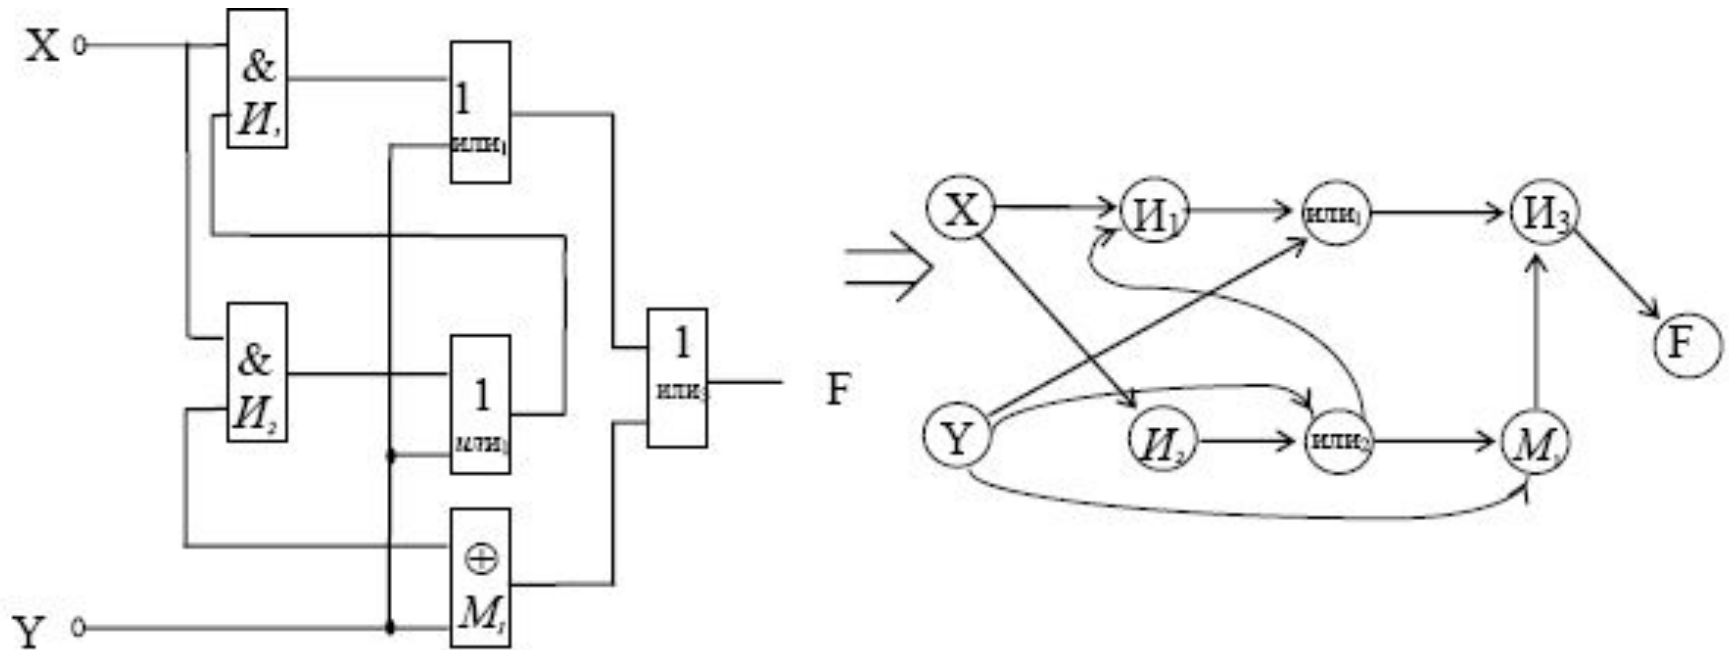 X
&
И₁
1
или₁
&
И₂
1
или₂
1
или₃
F
⊕
M₁
Y
X
И₁
или₁
И₃
F
Y
И₂
или₂
M₁